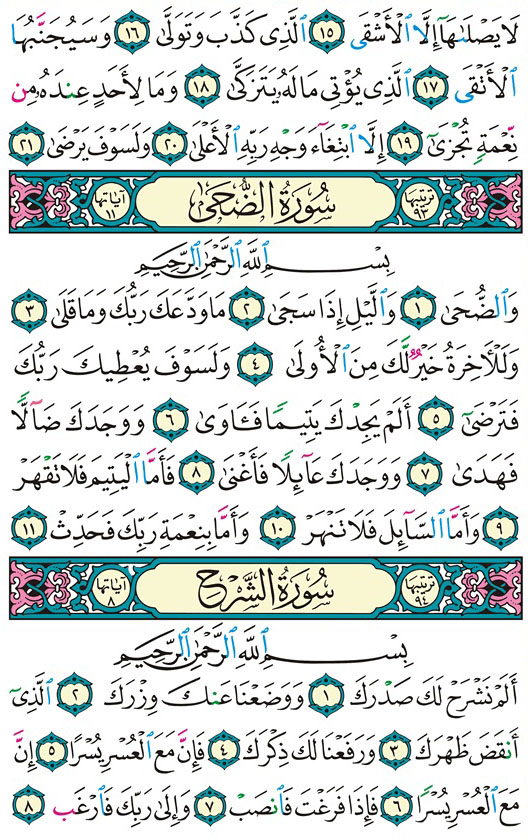 لَا يَصْلَىٰهَآ إِلَّا ٱلْأَشْقَى ١٥ ٱلَّذِى كَذَّبَ وَتَوَلَّىٰ ١٦ وَسَيُجَنَّبُهَا
ٱلْأَتْقَى ١٧ ٱلَّذِى يُؤْتِى مَالَهُۥ يَتَزَكَّىٰ ١٨ وَمَا لِأَحَدٍ عِندَهُۥ مِن
نِّعْمَةٍ تُجْزَىٰٓ ١٩ إِلَّا ٱبْتِغَآءَ وَجْهِ رَبِّهِ ٱلْأَعْلَىٰ ٢٠ وَلَسَوْفَ يَرْضَىٰ ٢١
ترتيبها ٩٣ سُورَةُ الضُّحَىٰ آياتها ١١
بِسْمِ ٱللَّهِ ٱلرَّحْمَٰنِ ٱلرَّحِيمِ
وَٱلضُّحَىٰ ١ وَٱلَّيْلِ إِذَا سَجَىٰ ٢ مَا وَدَّعَكَ رَبُّكَ وَمَا قَلَىٰ ٣
وَلَلْأَخِرَةُ خَيْرٌ لَّكَ مِنَ ٱلْأُولَىٰ ٤ وَلَسَوْفَ يُعْطِيكَ رَبُّكَ
فَتَرْضَىٰٓ ٥ أَلَمْ يَجِدْكَ يَتِيمًا فَـَٔاوَىٰ ٦ وَوَجَدَكَ ضَآلًّا
فَهَدَىٰ ٧ وَوَجَدَكَ عَآئِلًا فَأَغْنَىٰ ٨ فَأَمَّا ٱلْيَتِيمَ فَلَا تَقْهَرْ
٩ وَأَمَّا ٱلسَّآئِلَ فَلَا تَنْهَرْ ١٠ وَأَمَّا بِنِعْمَةِ رَبِّكَ فَحَدِّثْ ١١
ترتيبها ٩٤ سُورَةُ الشَّرْحِ آياتها ٨
بِسْمِ ٱللَّهِ ٱلرَّحْمَٰنِ ٱلرَّحِيمِ
أَلَمْ نَشْرَحْ لَكَ صَدْرَكَ ١ وَوَضَعْنَا عَنكَ وِزْرَكَ ٢ ٱلَّذِىٓ
أَنقَضَ ظَهْرَكَ ٣ وَرَفَعْنَا لَكَ ذِكْرَكَ ٤ فَإِنَّ مَعَ ٱلْعُسْرِ يُسْرًا ٥ إِنَّ
مَعَ ٱلْعُسْرِ يُسْرًا ٦ فَإِذَا فَرَغْتَ فَٱنصَبْ ٧ وَإِلَىٰ رَبِّكَ فَٱرْغَب ٨